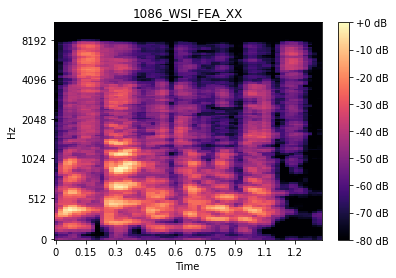 1086_WSI_FEA_XX
Hz
8192
4096
2048
1024
512
0
0 0.15 0.3 0.45 0.6 0.75 0.9 1.1 1.2
Time
+0 dB
-10 dB
-20 dB
-30 dB
-40 dB
-50 dB
-60 dB
-70 dB
-80 dB